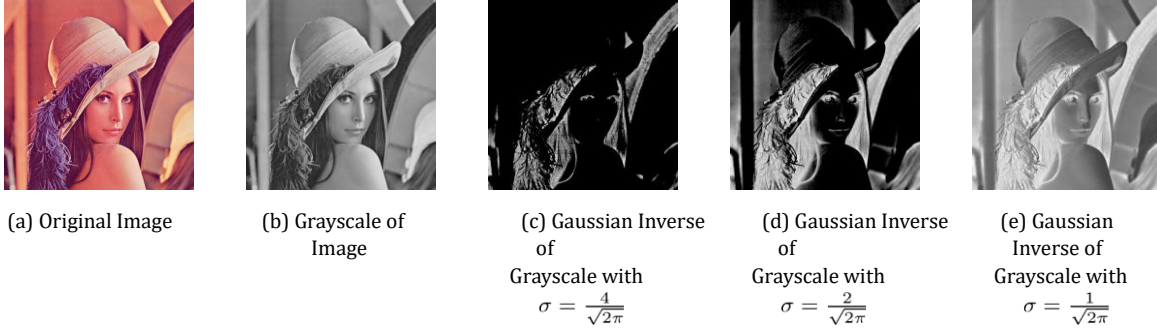 (a) Original Image
(b) Grayscale of
Image
(c) Gaussian Inverse
of
Grayscale with
σ = 4/√2π
(d) Gaussian Inverse
of
Grayscale with
σ = 2/√2π
(e) Gaussian
Inverse of
Grayscale with
σ = 1/√2π